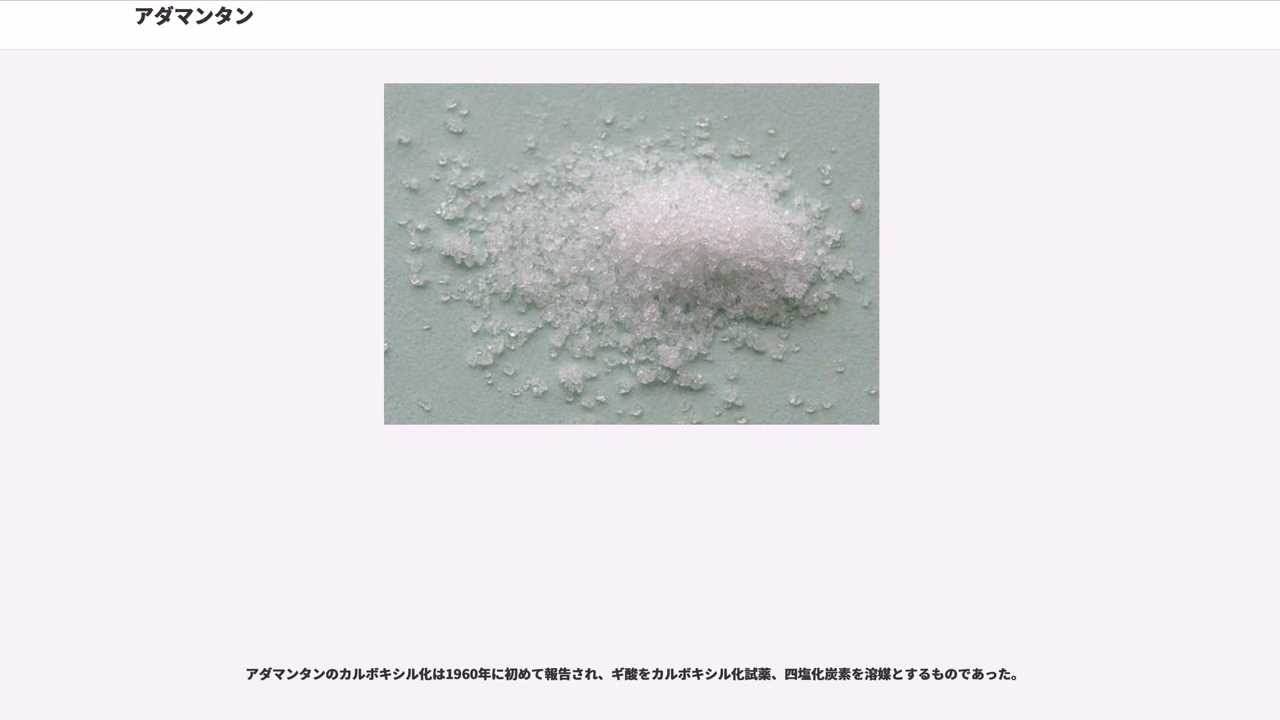 アダマンタン
アダマンタンのカルボキシル化は1960年に初めて報告され、ギ酸をカルボキシル化試薬、四塩化炭素を溶媒とするものであった。